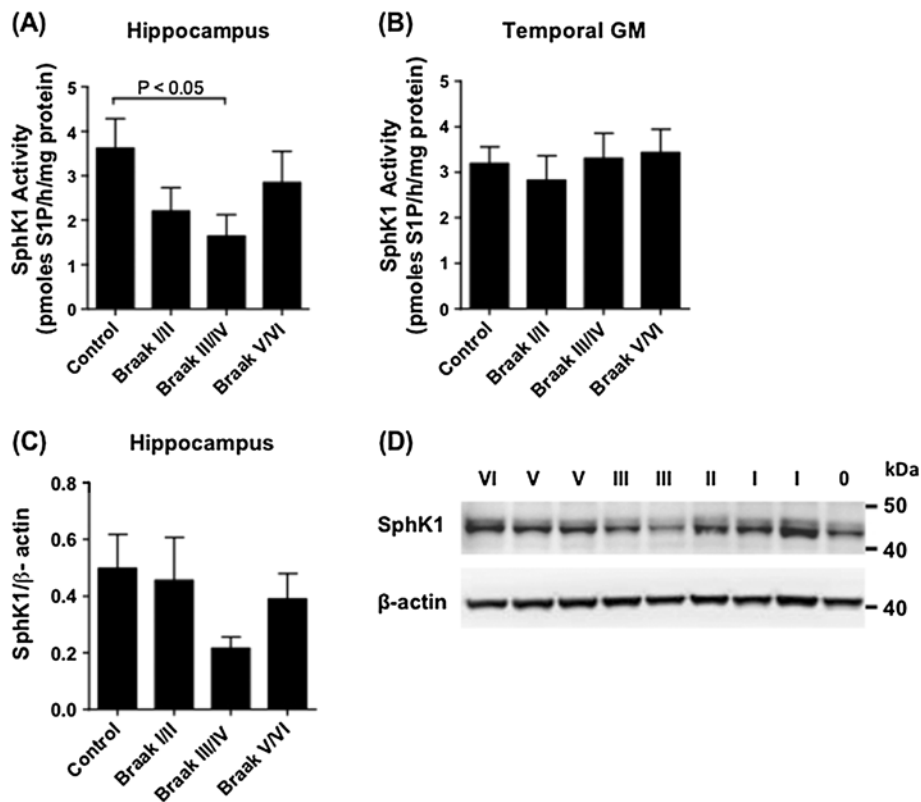 (A)
Hippocampus
P < 0.05
SphK1 Activity
(pmoles S1P/h/mg protein)
5
4
3
2
1
0
Control
Braak I/II
Braak III/IV
Braak V/VI
(B)
Temporal GM
SphK1 Activity
(pmoles S1P/h/mg protein)
5
4
3
2
1
0
Control
Braak I/II
Braak III/IV
Braak V/VI
(C)
Hippocampus
SphK1/β- actin
0.8
0.6
0.4
0.2
0.0
Control
Braak I/II
Braak III/IV
Braak V/VI
(D)
VI V V III III II I I 0 kDa
50
SphK1
40
β-actin
40